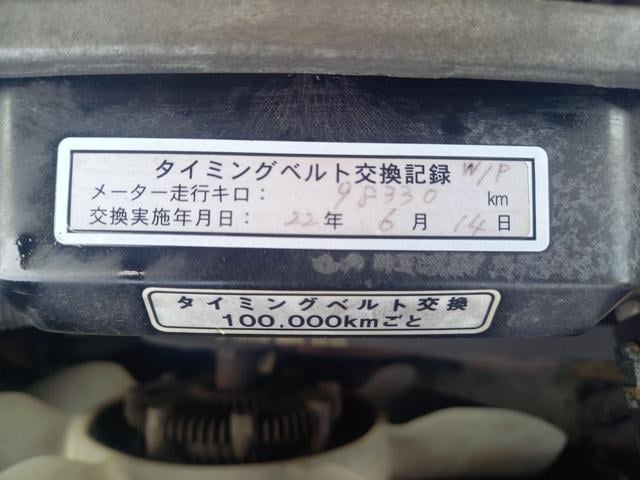 タイミングベルト交換記録 W/P
メーター走行キロ： 98330 km
交換実施年月日： 22年 6月 14日
タイミングベルト交換
100,000kmごと